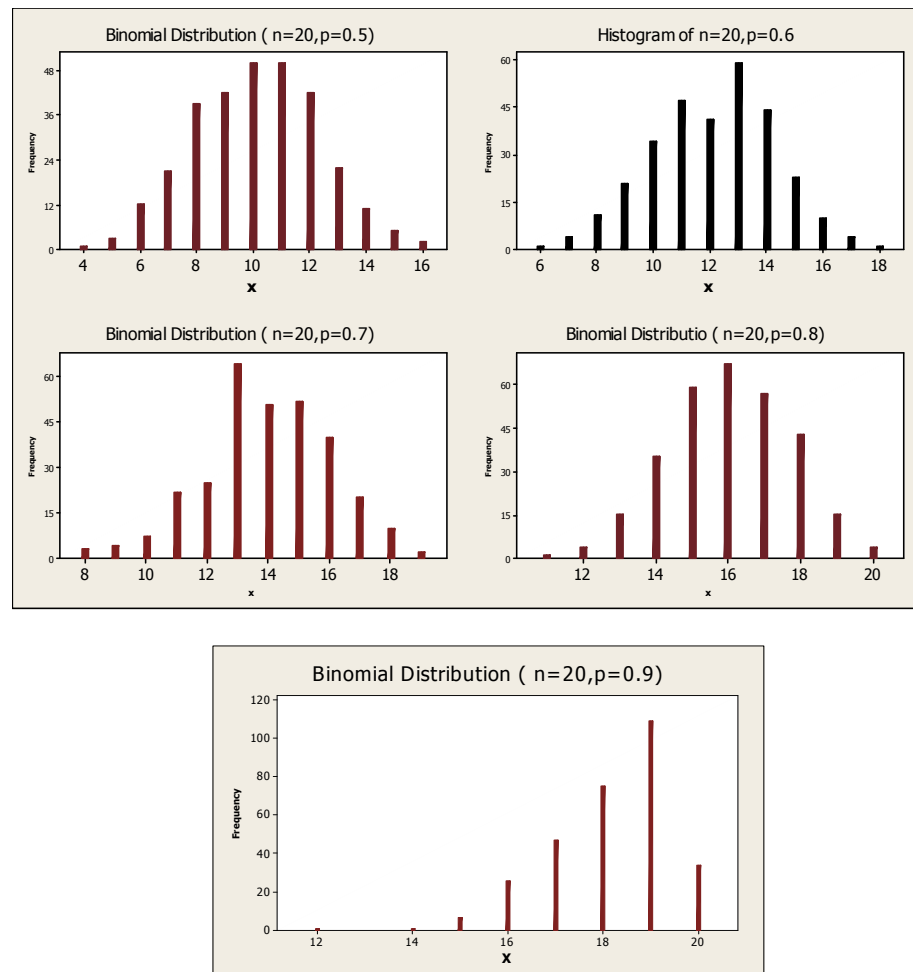 Binomial Distribution ( n=20,p=0.5)
48
36
24
12
0
Frequency
4 6 8 10 12 14 16
x
Histogram of n=20,p=0.6
60
45
30
15
0
Frequency
6 8 10 12 14 16 18
x
Binomial Distribution ( n=20,p=0.7)
60
45
30
15
0
Frequency
8 10 12 14 16 18
x
Binomial Distributio ( n=20,p=0.8)
60
45
30
15
0
Frequency
12 14 16 18 20
x
Binomial Distribution ( n=20,p=0.9)
120
100
80
60
40
20
0
Frequency
12 14 16 18 20
X